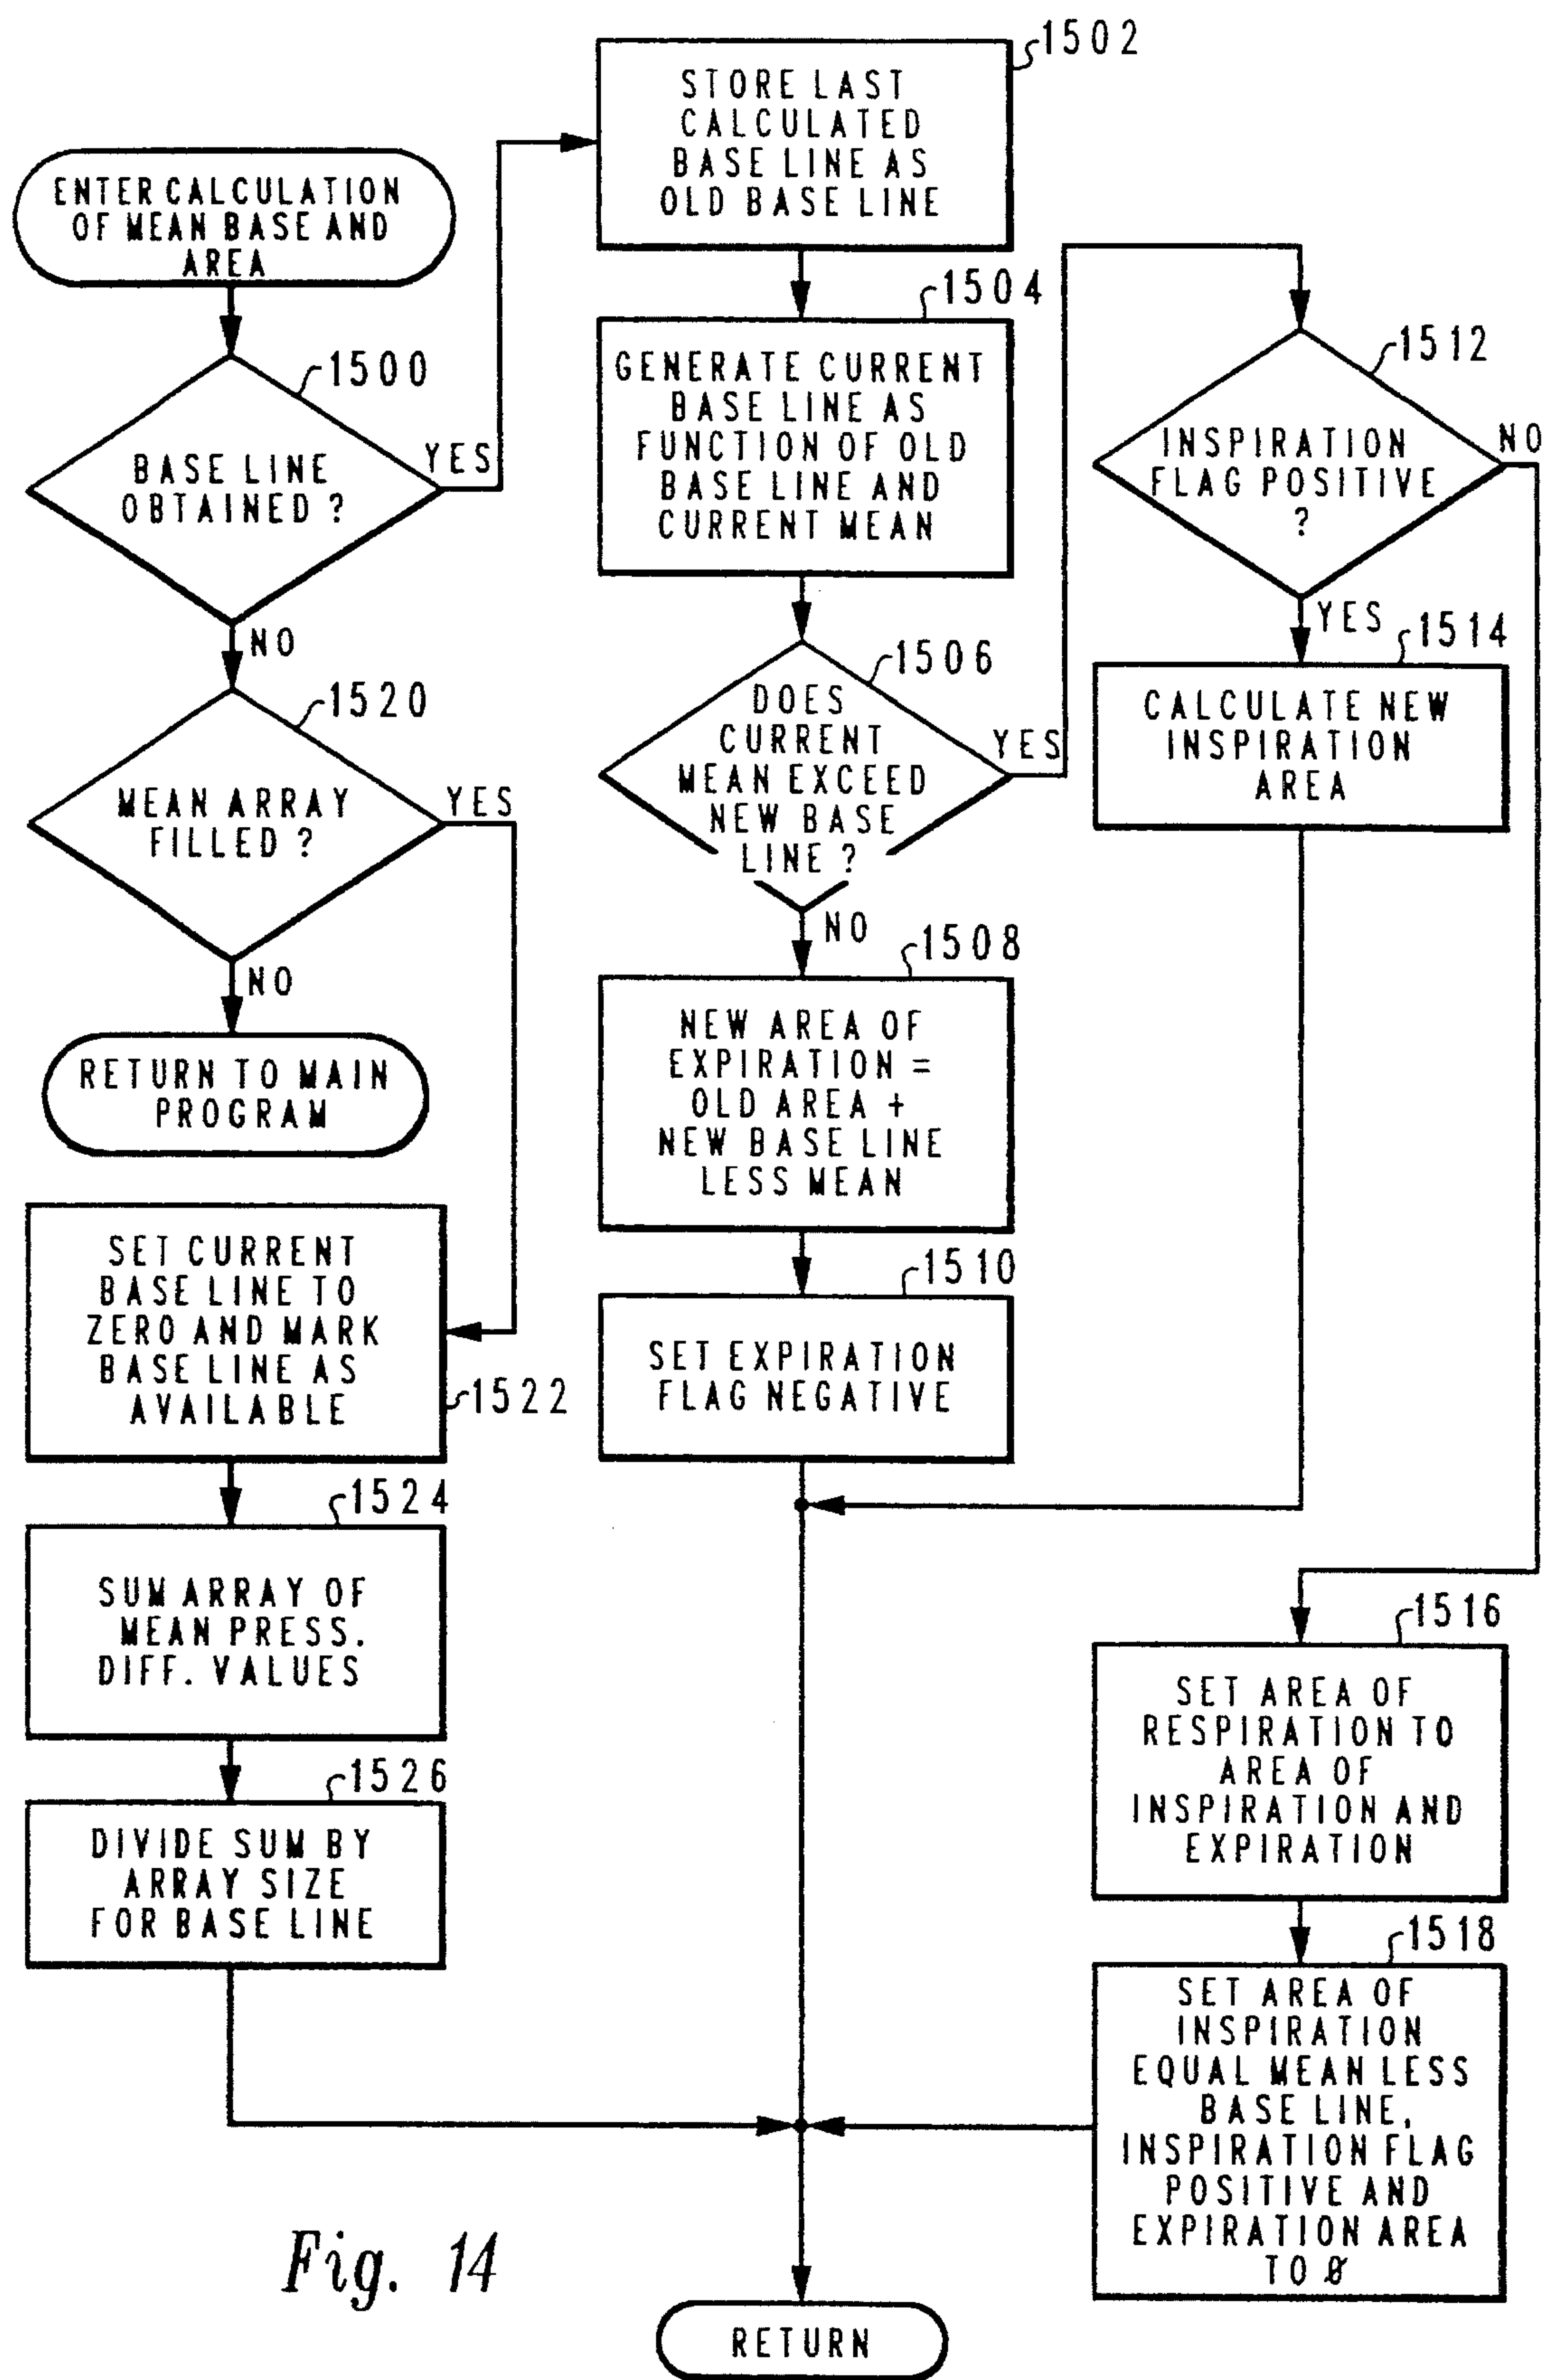 ENTER CALCULATION
OF MEAN BASE AND
AREA
1500
BASE LINE
OBTAINED ?
YES
NO
1520
MEAN ARRAY
FILLED ?
YES
NO
RETURN TO MAIN
PROGRAM
SET CURRENT
BASE LINE TO
ZERO AND MARK
BASE LINE AS
AVAILABLE
1522
1524
SUM ARRAY OF
MEAN PRESS.
DIFF. VALUES
1526
DIVIDE SUM BY
ARRAY SIZE
FOR BASE LINE
1502
STORE LAST
CALCULATED
BASE LINE AS
OLD BASE LINE
1504
GENERATE CURRENT
BASE LINE AS
FUNCTION OF OLD
BASE LINE AND
CURRENT MEAN
1506
DOES
CURRENT
MEAN EXCEED
NEW BASE
LINE ?
YES
NO
1508
NEW AREA OF
EXPIRATION =
OLD AREA +
NEW BASE LINE
LESS MEAN
1510
SET EXPIRATION
FLAG NEGATIVE
1512
INSPIRATION
FLAG POSITIVE
?
NO
YES
1514
CALCULATE NEW
INSPIRATION
AREA
1516
SET AREA OF
RESPIRATION TO
AREA OF
INSPIRATION AND
EXPIRATION
1518
SET AREA OF
INSPIRATION
EQUAL MEAN LESS
BASE LINE,
INSPIRATION FLAG
POSITIVE AND
EXPIRATION AREA
TO 0
RETURN
Fig. 14